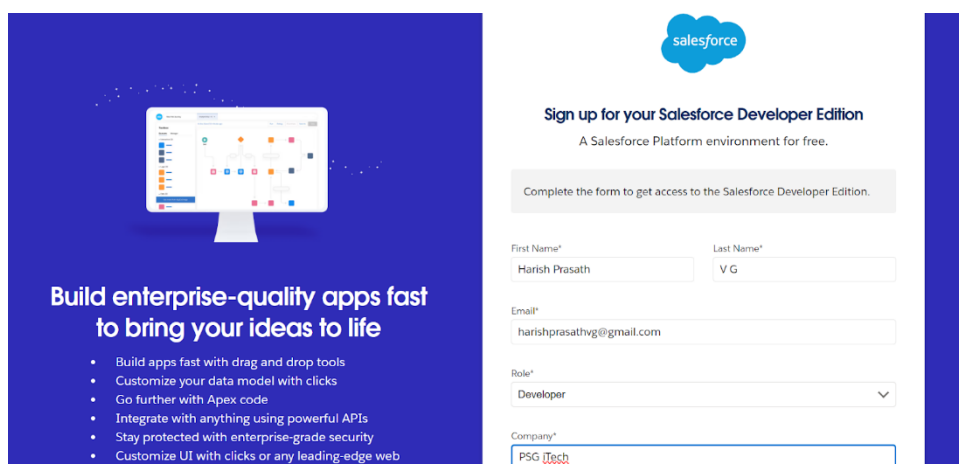 Build enterprise-quality apps fast
to bring your ideas to life
• Build apps fast with drag and drop tools
• Customize your data model with clicks
• Go further with Apex code
• Integrate with anything using powerful APIs
• Stay protected with enterprise-grade security
• Customize UI with clicks or any leading-edge web
salesforce
Sign up for your Salesforce Developer Edition
A Salesforce Platform environment for free.
Complete the form to get access to the Salesforce Developer Edition.
First Name* Last Name*
Harish Prasath V G
Email*
harishprasathvg@gmail.com
Role*
Developer
Company*
PSG iTech